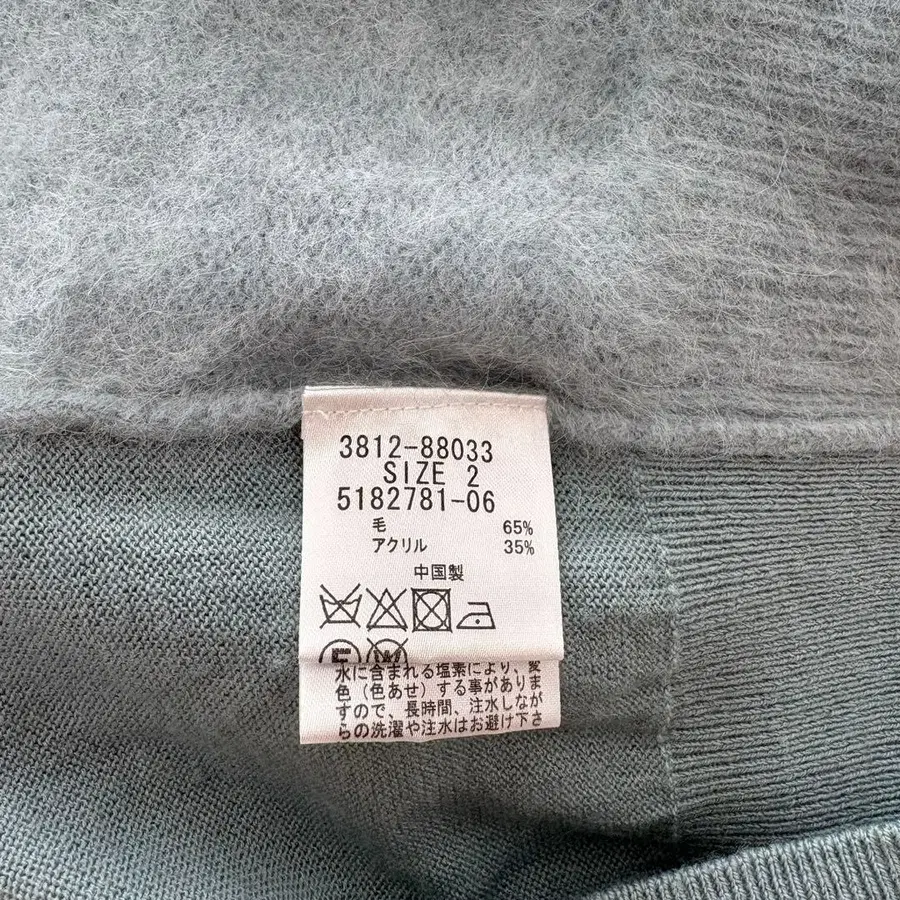 3812-88033
SIZE 2
5182781-06
毛 65%
アクリル 35%
中国製
F W
水に含まれる塩素により、変
色（色あせ）する事がありま
すので、長時間、注水しなが
らの洗濯や注水はお避け下さ